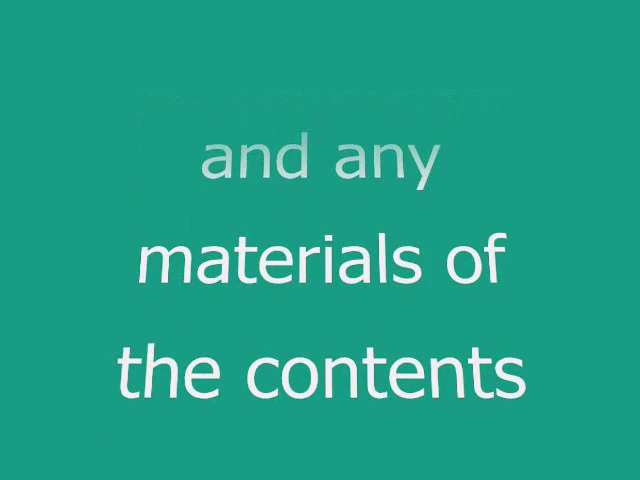 and any
materials of
the contents